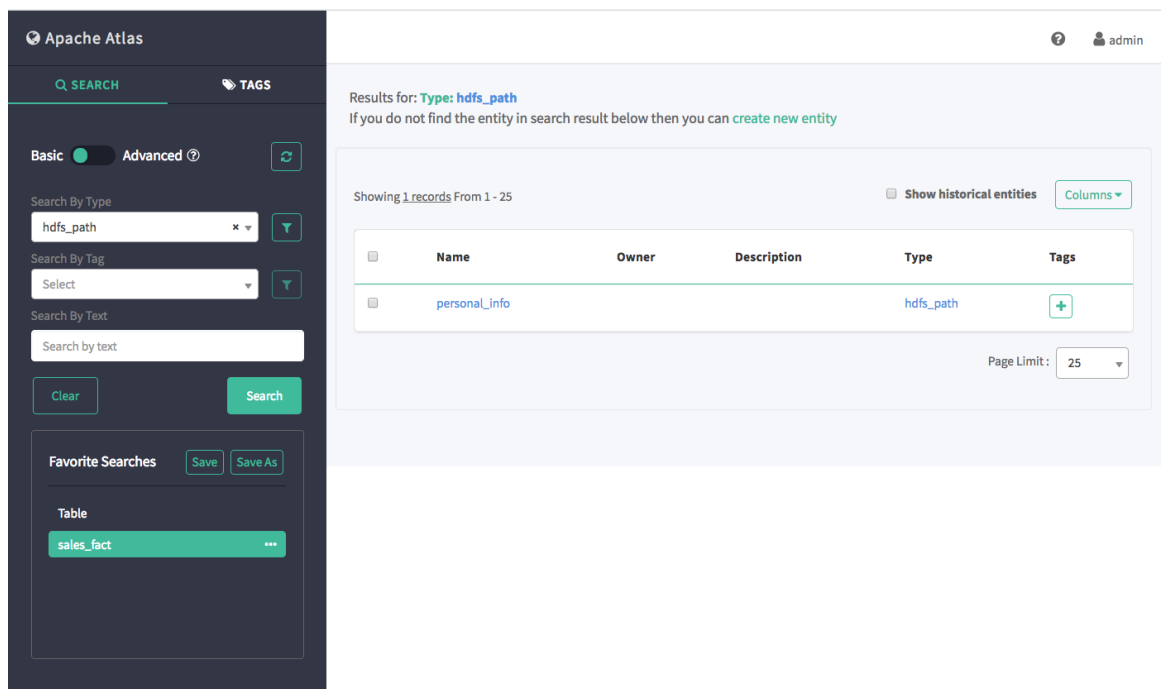 Apache Atlas
admin
SEARCH
TAGS
Basic
Advanced
Search By Type
hdfs_path
Search By Tag
Select
Search By Text
Search by text
Clear
Search
Favorite Searches
Save
Save As
Table
sales_fact
Results for: Type: hdfs_path
If you do not find the entity in search result below then you can create new entity
Showing 1 records From 1 - 25
Show historical entities
Columns
Name Owner Description Type Tags
personal_info hdfs_path
Page Limit : 25